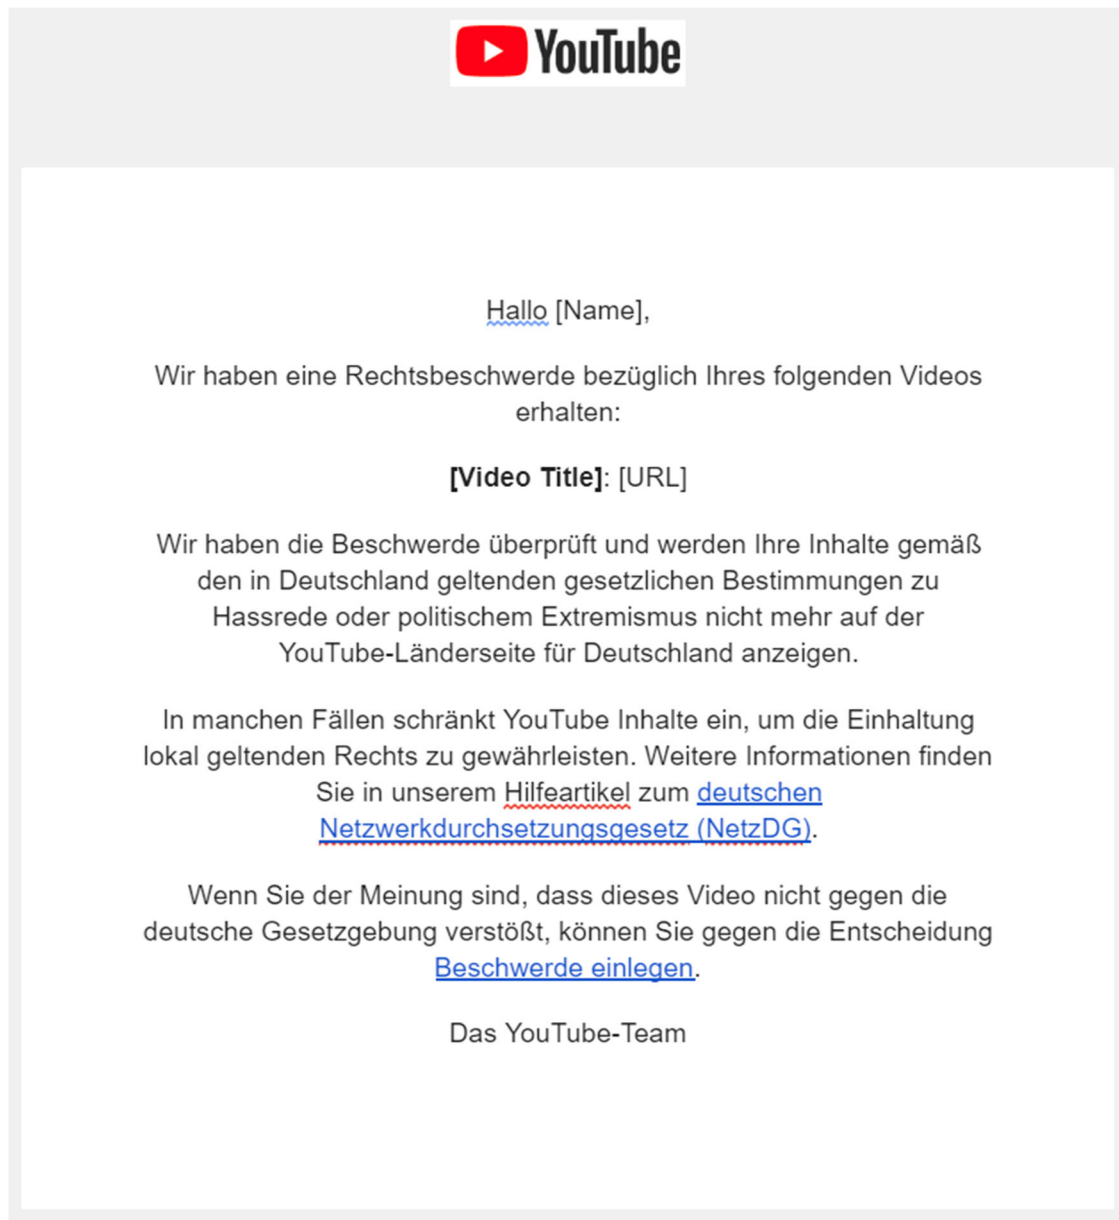 YouTube
Hallo [Name],
Wir haben eine Rechtsbeschwerde bezüglich Ihres folgenden Videos
erhalten:
[Video Title]: [URL]
Wir haben die Beschwerde überprüft und werden Ihre Inhalte gemäß
den in Deutschland geltenden gesetzlichen Bestimmungen zu
Hassrede oder politischem Extremismus nicht mehr auf der
YouTube-Länderseite für Deutschland anzeigen.
In manchen Fällen schränkt YouTube Inhalte ein, um die Einhaltung
lokal geltenden Rechts zu gewährleisten. Weitere Informationen finden
Sie in unserem Hilfeartikel zum deutschen
Netzwerkdurchsetzungsgesetz (NetzDG).
Wenn Sie der Meinung sind, dass dieses Video nicht gegen die
deutsche Gesetzgebung verstößt, können Sie gegen die Entscheidung
Beschwerde einlegen.
Das YouTube-Team